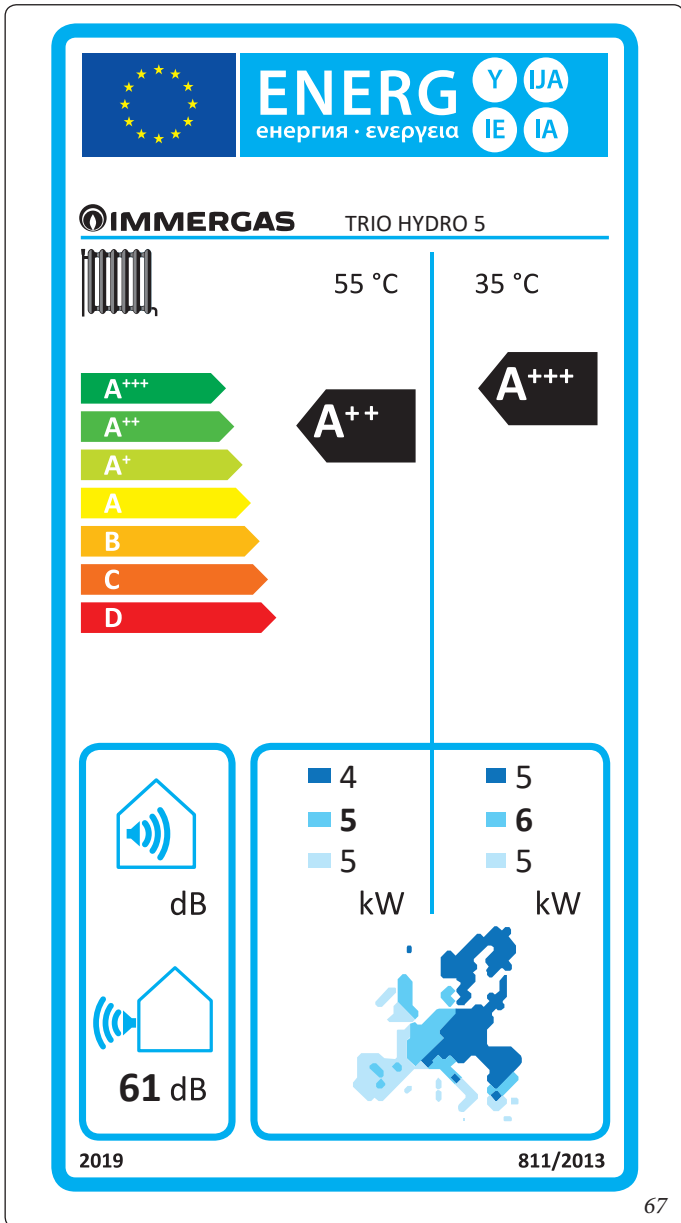 ENERG Y IJA
енергия · ενεργεια IE IA
IMMERGAS TRIO HYDRO 5
55 °C 35 °C
A+++
A++
A+
A
B
C
D
A++
A+++
4 5
5 6
5 5
kW kW
dB
61 dB
2019 811/2013
67